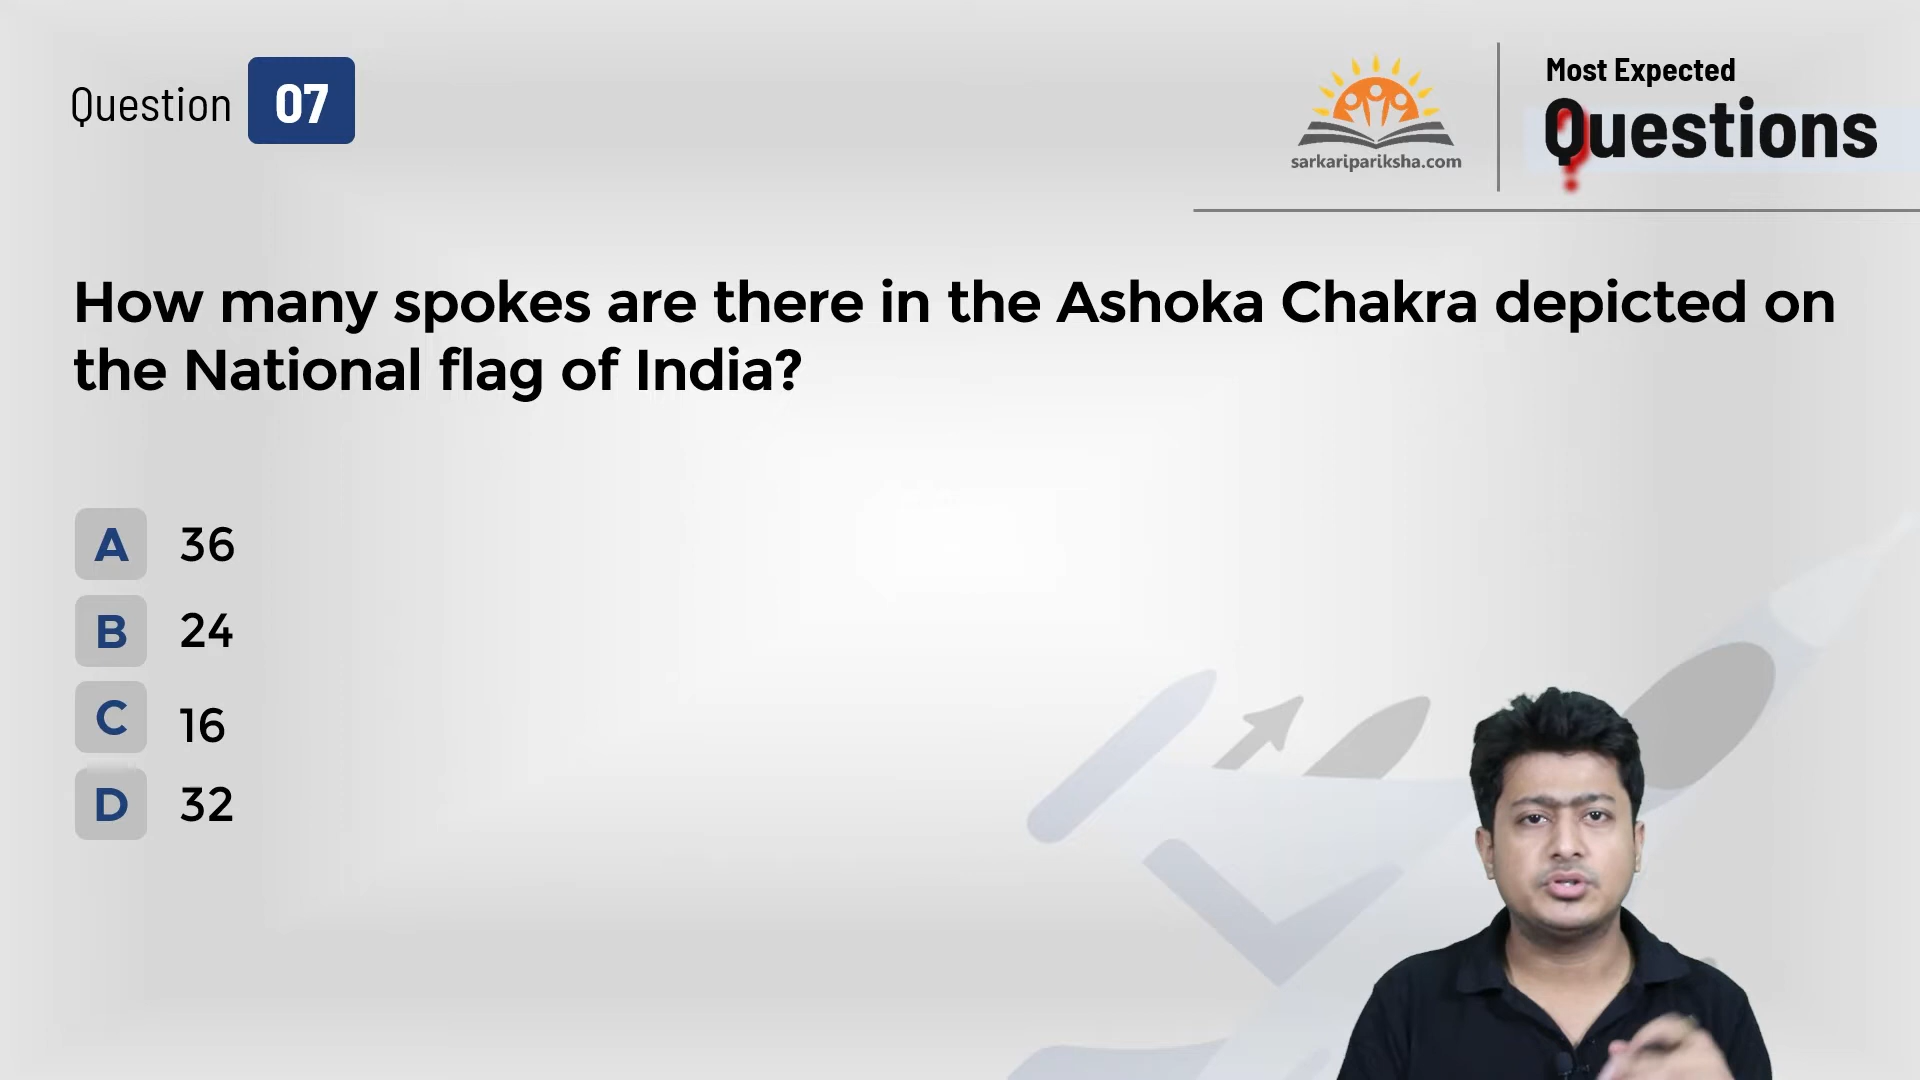 Question 07
sarkaripariksha.com
Most Expected
Questions
How many spokes are there in the Ashoka Chakra depicted on
the National flag of India?
A 36
B 24
C 16
D 32